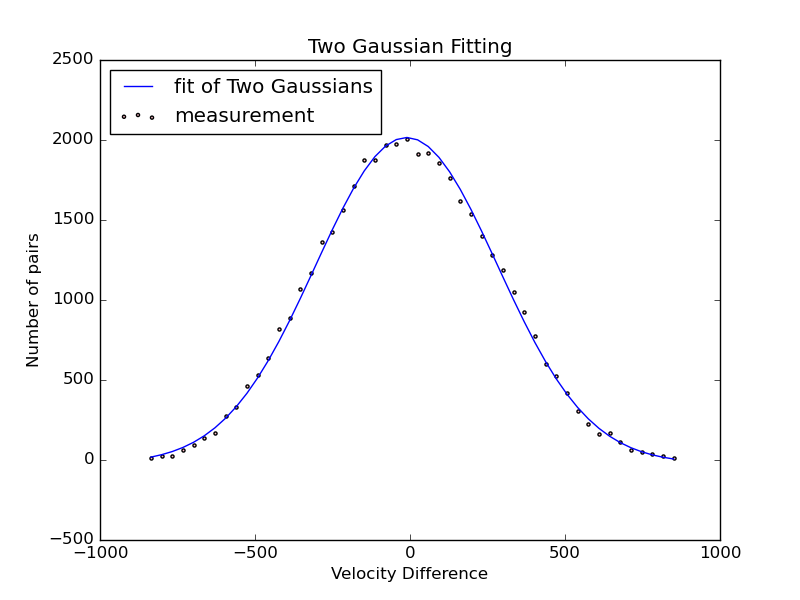 Two Gaussian Fitting
2500
fit of Two Gaussians
measurement
2000
1500
1000
500
0
−500
−1000
−500
0
500
1000
Number of pairs
Velocity Difference